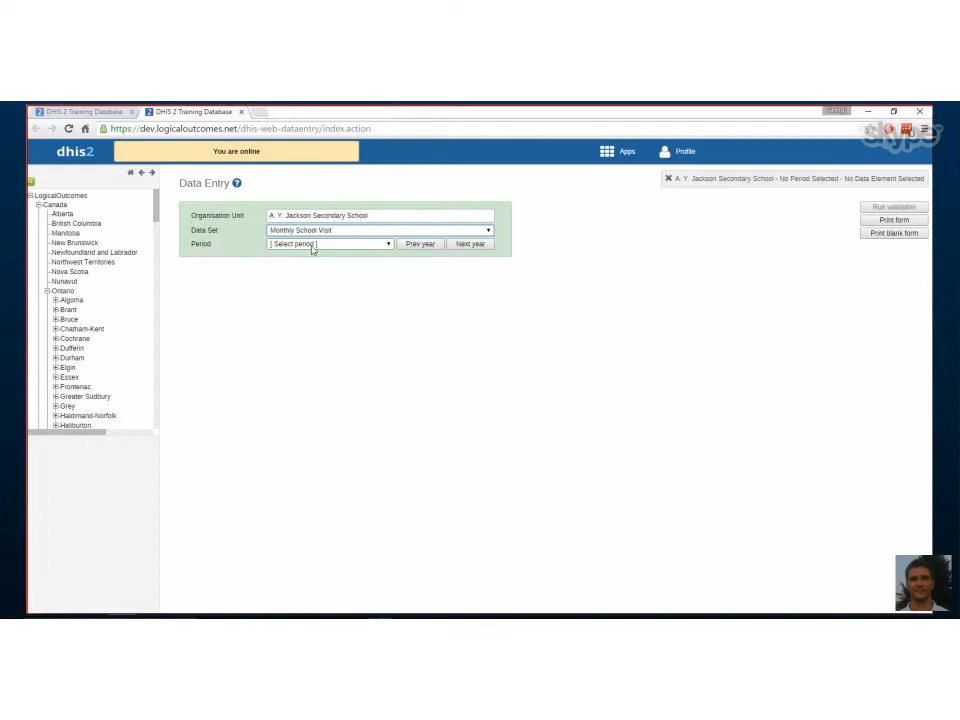 DHIS 2 Training Database
DHIS 2 Training Database
https://dev.logicaloutcomes.net/dhis-web-dataentry/index.action
skype
dhis2
You are online
Apps
Profile
Data Entry
A. Y. Jackson Secondary School - No Period Selected - No Data Element Selected
Organisation Unit
A. Y. Jackson Secondary School
Data Set
Monthly School Visit
Period
[ Select period ]
Prev year
Next year
Run validation
Print form
Print blank form
LogicalOutcomes
Canada
Alberta
British Columbia
Manitoba
New Brunswick
Newfoundland and Labrador
Northwest Territories
Nova Scotia
Nunavut
Ontario
Algoma
Brant
Bruce
Chatham-Kent
Cochrane
Dufferin
Durham
Elgin
Essex
Frontenac
Greater Sudbury
Grey
Haldimand-Norfolk
Haliburton